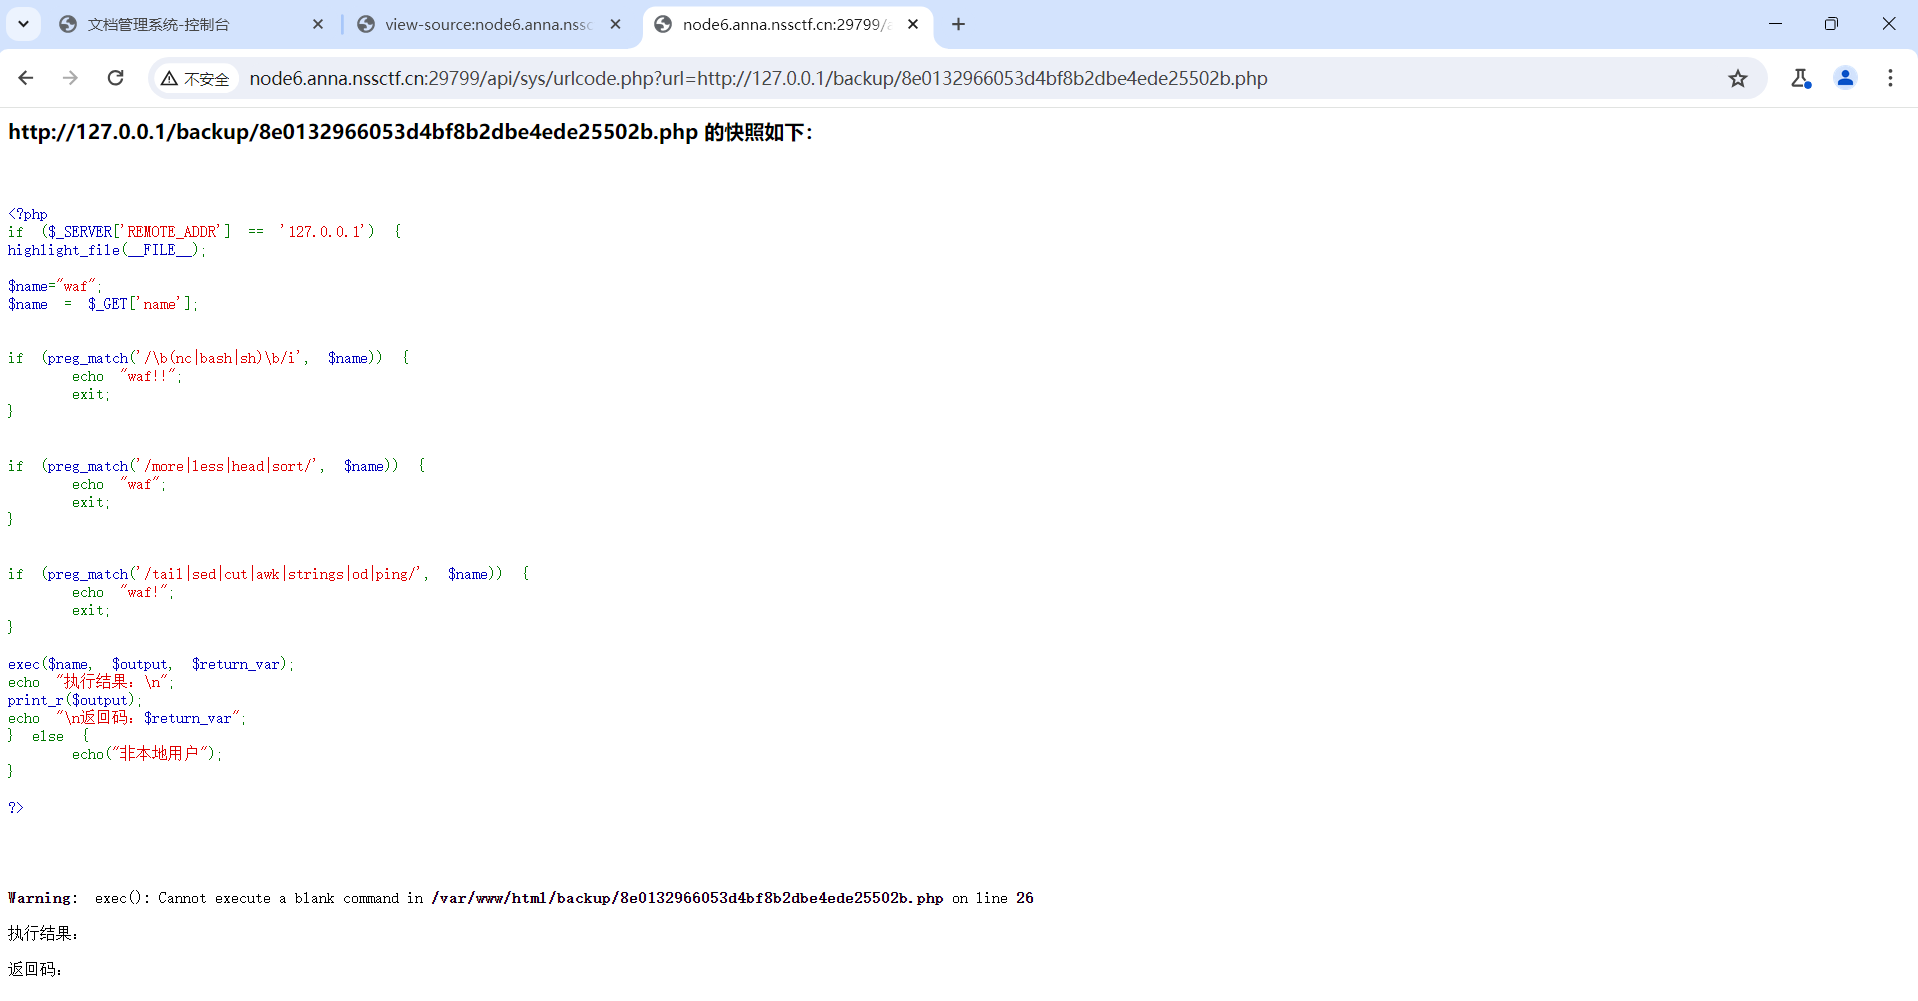 文档管理系统-控制台
view-source:node6.anna.nssc
node6.anna.nssctf.cn:29799/a
不安全
node6.anna.nssctf.cn:29799/api/sys/urlcode.php?url=http://127.0.0.1/backup/8e0132966053d4bf8b2dbe4ede25502b.php
http://127.0.0.1/backup/8e0132966053d4bf8b2dbe4ede25502b.php 的快照如下：
<?php
if ($_SERVER['REMOTE_ADDR'] == '127.0.0.1') {
highlight_file(__FILE__);
$name="waf";
$name = $_GET['name'];
if (preg_match('/\b(nc|bash|sh)\b/i', $name)) {
echo "waf!!";
exit;
}
if (preg_match('/more|less|head|sort/', $name)) {
echo "waf";
exit;
}
if (preg_match('/tail|sed|cut|awk|strings|od|ping/', $name)) {
echo "waf!";
exit;
}
exec($name, $output, $return_var);
echo "执行结果：\n";
print_r($output);
echo "\n返回码：$return_var";
} else {
echo("非本地用户");
}
?>
Warning: exec(): Cannot execute a blank command in /var/www/html/backup/8e0132966053d4bf8b2dbe4ede25502b.php on line 26
执行结果：
返回码：